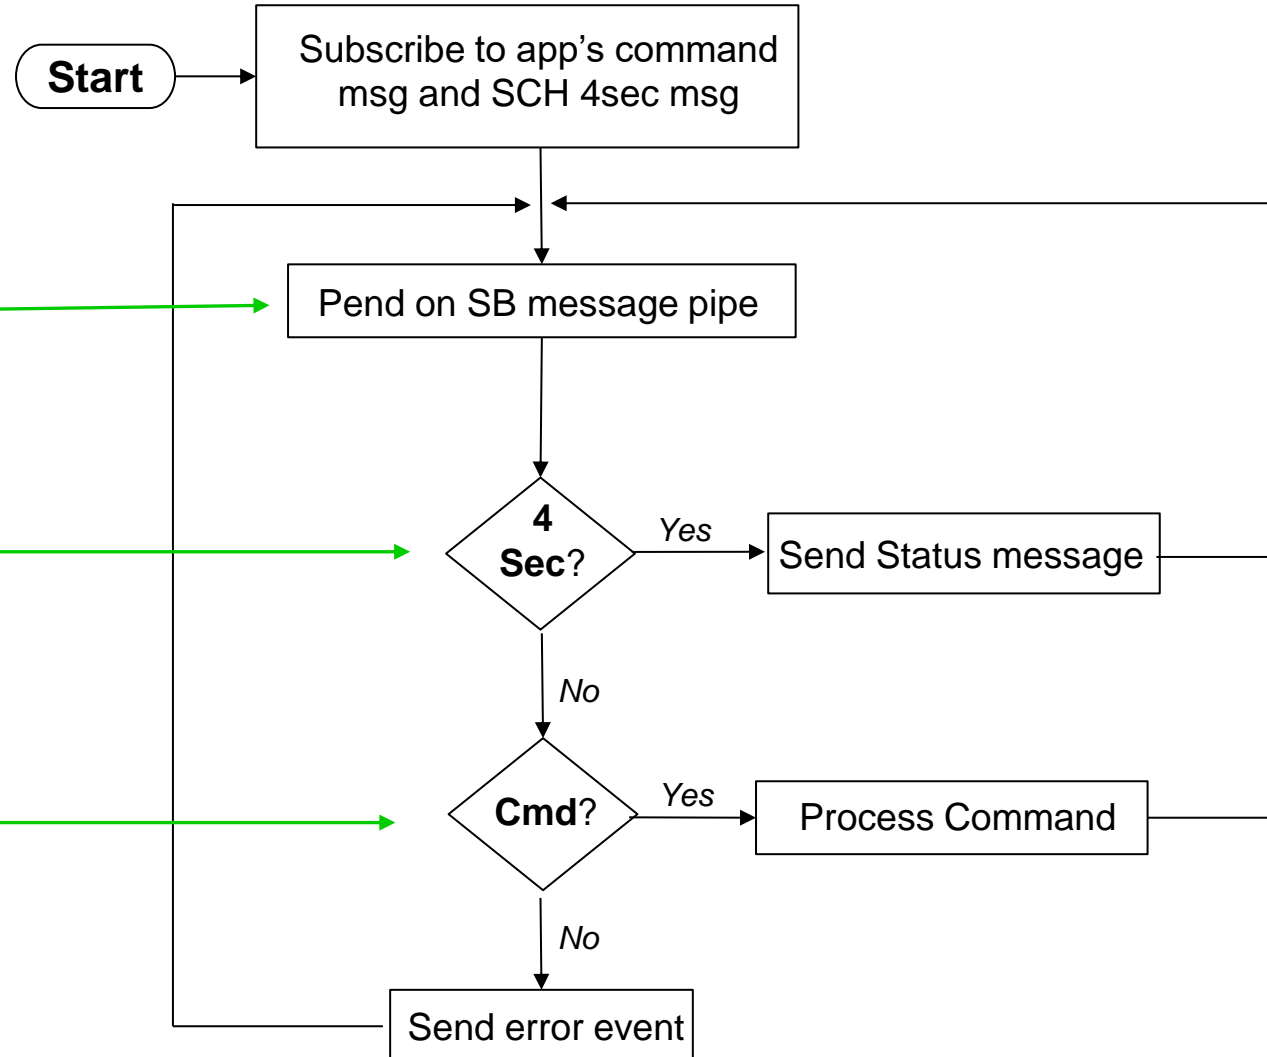 Start
Subscribe to app’s command
msg and SCH 4sec msg
Pend on SB message pipe
4
Sec?
Yes
Send Status message
No
Cmd?
Yes
Process Command
No
Send error event